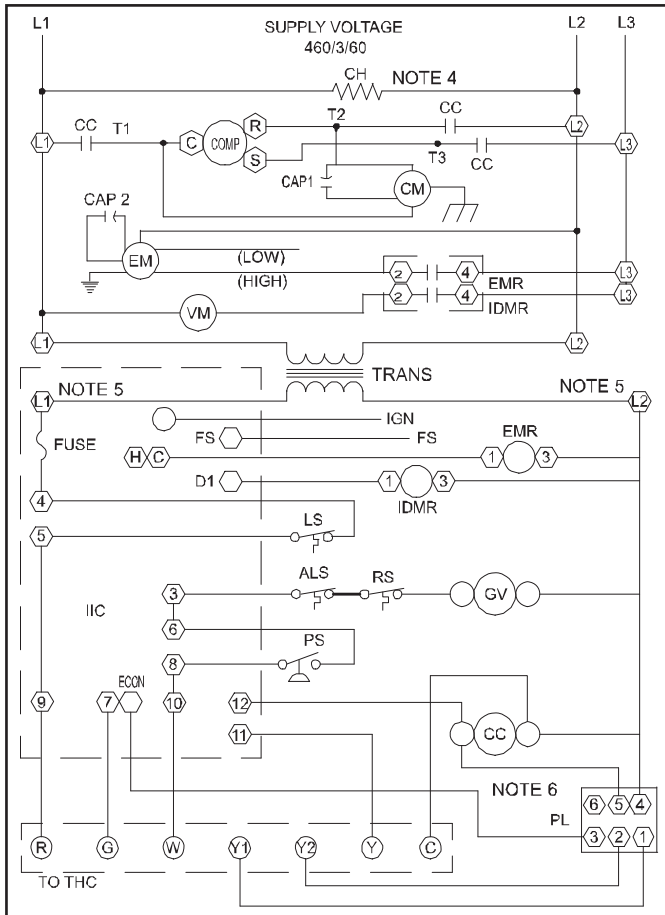 L1 SUPPLY VOLTAGE L2 L3
460/3/60
CH NOTE 4
CC T1 R T2 CC L2
L1 C COMP
S T3 CC L3
CAP1 CM
CAP 2
EM (LOW)
(HIGH) 2 4 L3
EMR
VM 2 4 L3
IDMR
L1 L2
TRANS
NOTE 5 NOTE 5
L1 L2
IGN
FUSE FS FS EMR
H C 1 3
D1 1 3
4 IDMR
5 LS
ALS RS
3 GV
IIC 6
PS
8
ECON
9 7 10 12
11 CC
NOTE 6
6 5 4
PL
3 2 1
R G W Y1 Y2 Y C
TO THC